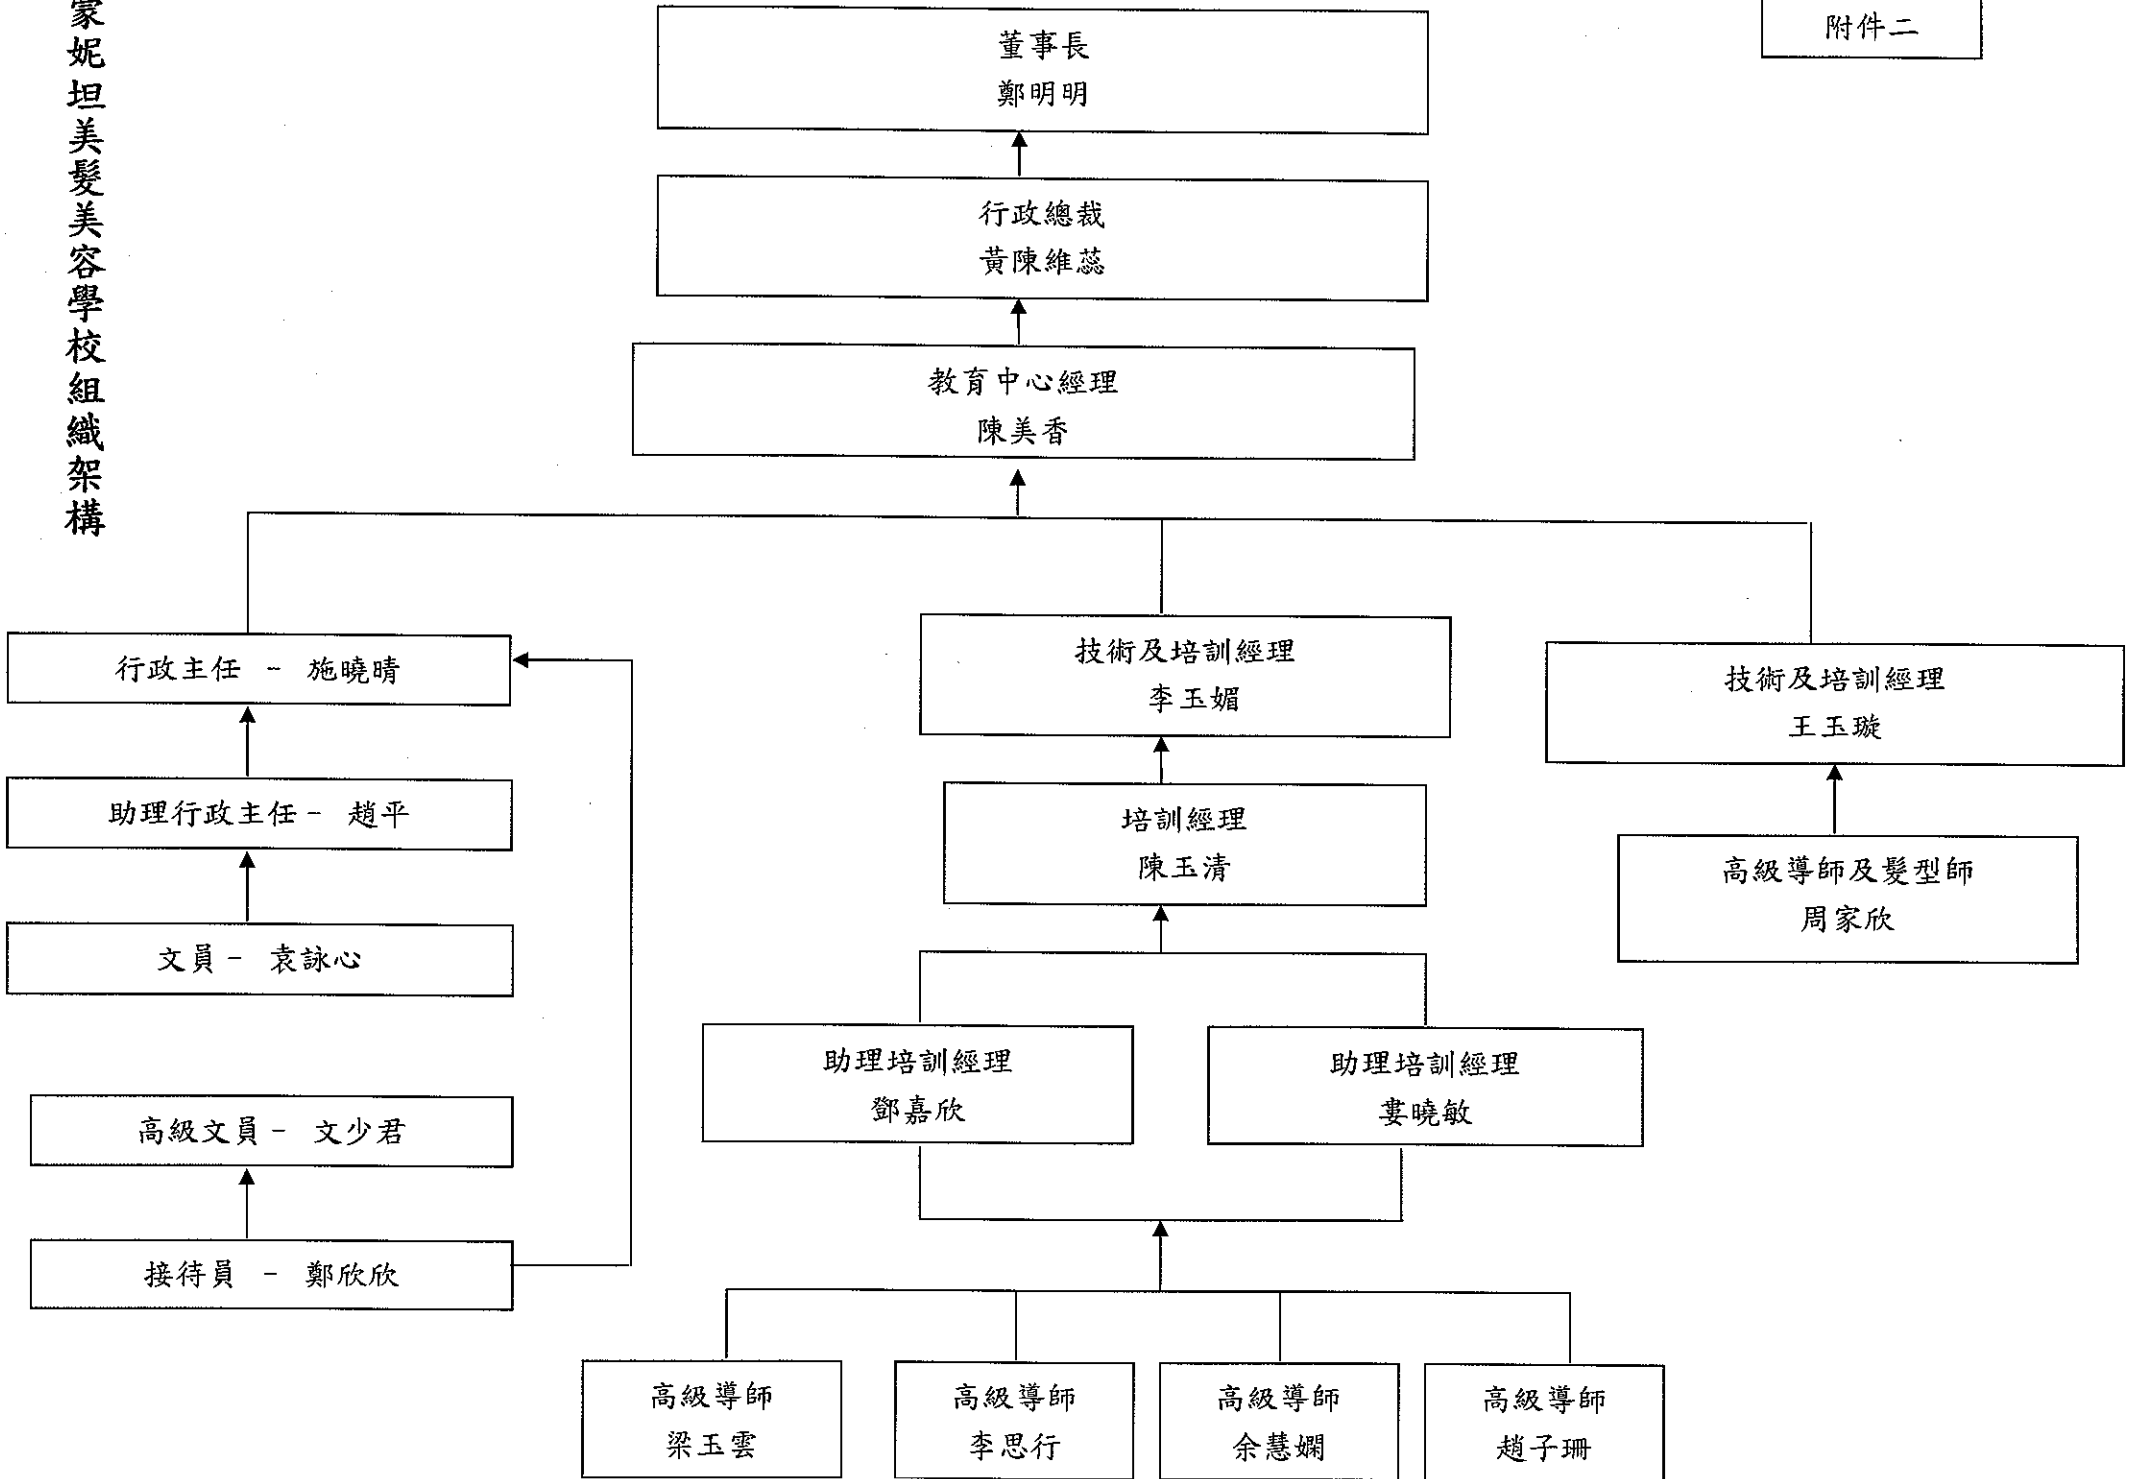 蒙妮坦美髮美容學校組織架構
附件二
董事長
鄭明明
行政總裁
黃陳維蕊
教育中心經理
陳美香
行政主任 - 施曉晴
助理行政主任 - 趙平
文員 - 袁詠心
高級文員 - 文少君
接待員 - 鄭欣欣
技術及培訓經理
李玉媚
培訓經理
陳玉清
助理培訓經理
鄧嘉欣
助理培訓經理
婁曉敏
高級導師
梁玉雲
高級導師
李思行
高級導師
余慧嫻
高級導師
趙子珊
技術及培訓經理
王玉璇
高級導師及髮型師
周家欣